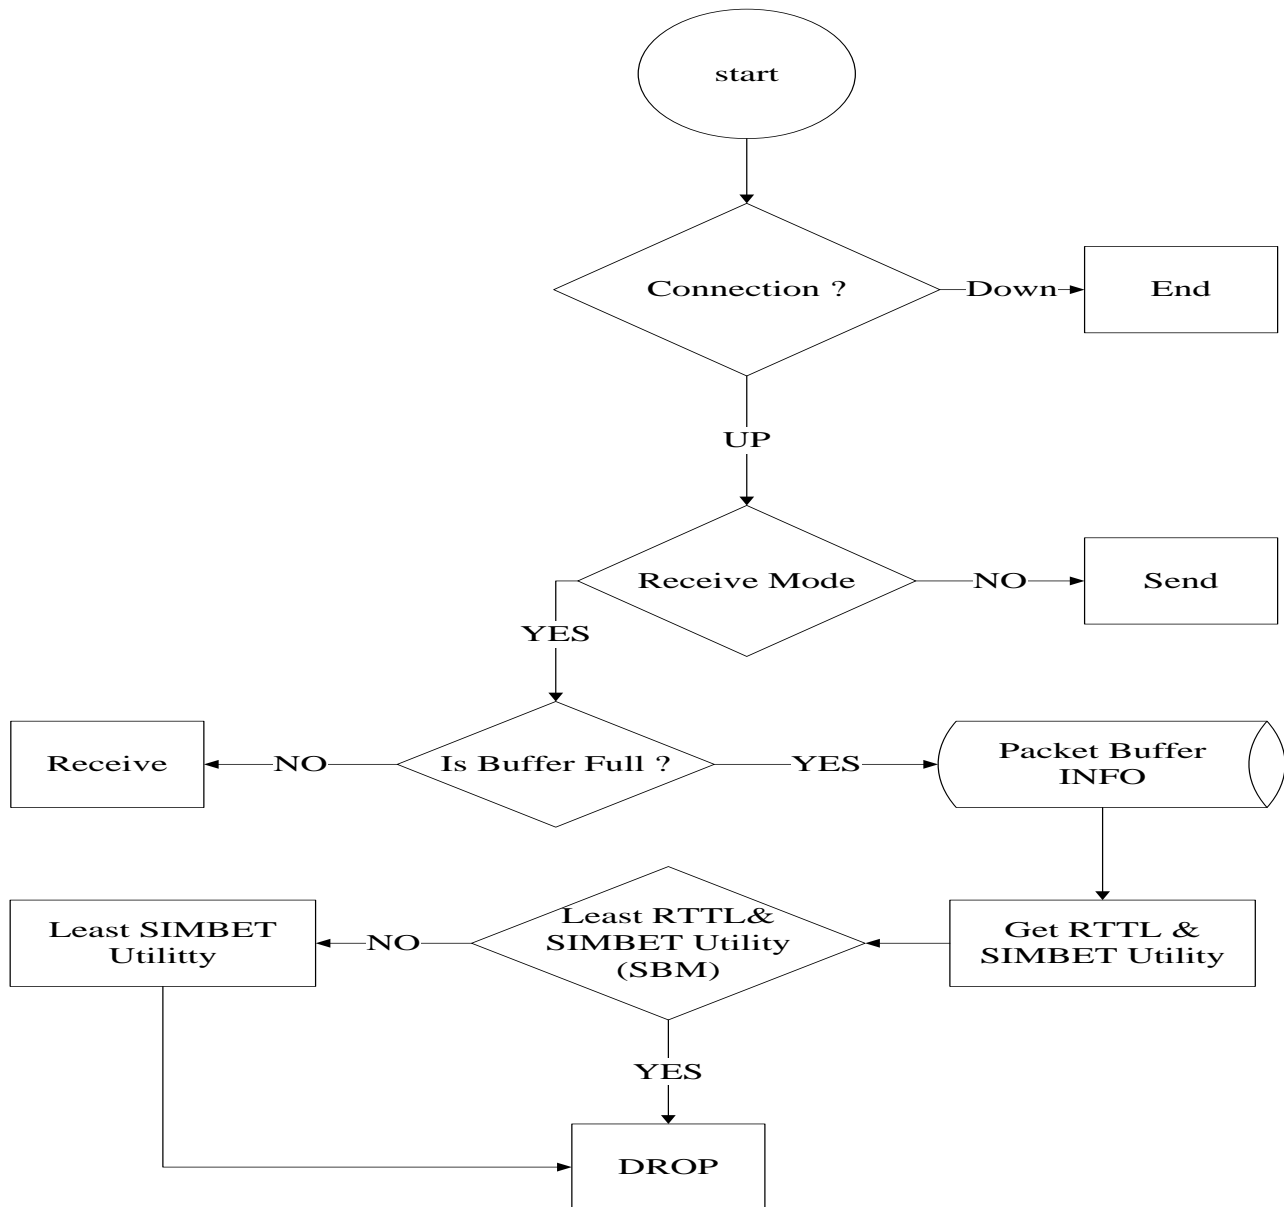 start
Connection ?
Down
End
UP
Receive Mode
NO
Send
YES
Receive
NO
Is Buffer Full ?
YES
Packet Buffer
INFO
Least SIMBET
Utilitty
NO
Least RTTL&
SIMBET Utility
(SBM)
Get RTTL &
SIMBET Utility
YES
DROP